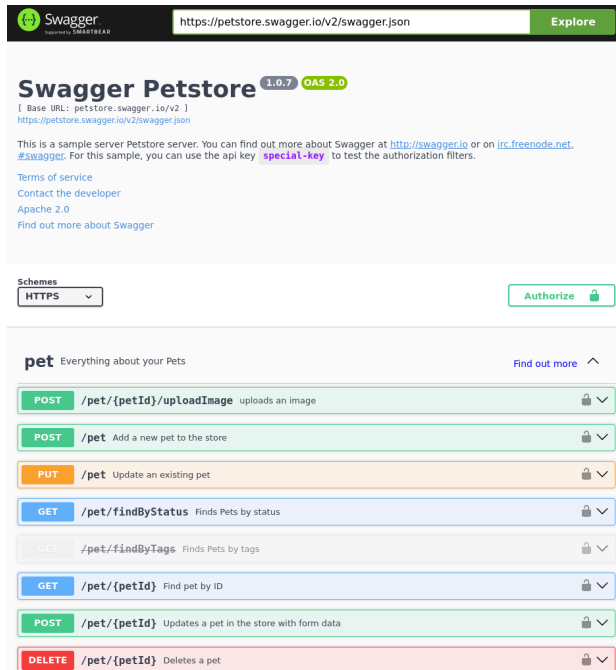 Swagger.
Supported by SMARTBEAR
https://petstore.swagger.io/v2/swagger.json
Explore
Swagger Petstore 1.0.7 OAS 2.0
[ Base URL: petstore.swagger.io/v2 ]
https://petstore.swagger.io/v2/swagger.json
This is a sample server Petstore server. You can find out more about Swagger at http://swagger.io or on irc.freenode.net,
#swagger. For this sample, you can use the api key special-key to test the authorization filters.
Terms of service
Contact the developer
Apache 2.0
Find out more about Swagger
Schemes
HTTPS
Authorize
pet Everything about your Pets
Find out more
POST /pet/{petId}/uploadImage uploads an image
POST /pet Add a new pet to the store
PUT /pet Update an existing pet
GET /pet/findByStatus Finds Pets by status
GET /pet/findByTags Finds Pets by tags
GET /pet/{petId} Find pet by ID
POST /pet/{petId} Updates a pet in the store with form data
DELETE /pet/{petId} Deletes a pet